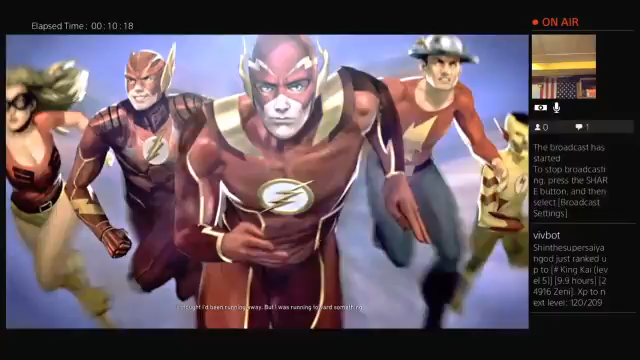 Elapsed Time : 00:10:18
ON AIR
0
1
The broadcast has
started
To stop broadcasti
ng, press the SHAR
E button, and then
select [Broadcast
Settings]
vivbot
Shinthesupersaiya
ngod just ranked u
p to [# King Kai (lev
el 5)] [9.9 hours] [2
4916 Zeni]. Xp to n
ext level: 120/209
thought I'd been running away. But I was running toward something.